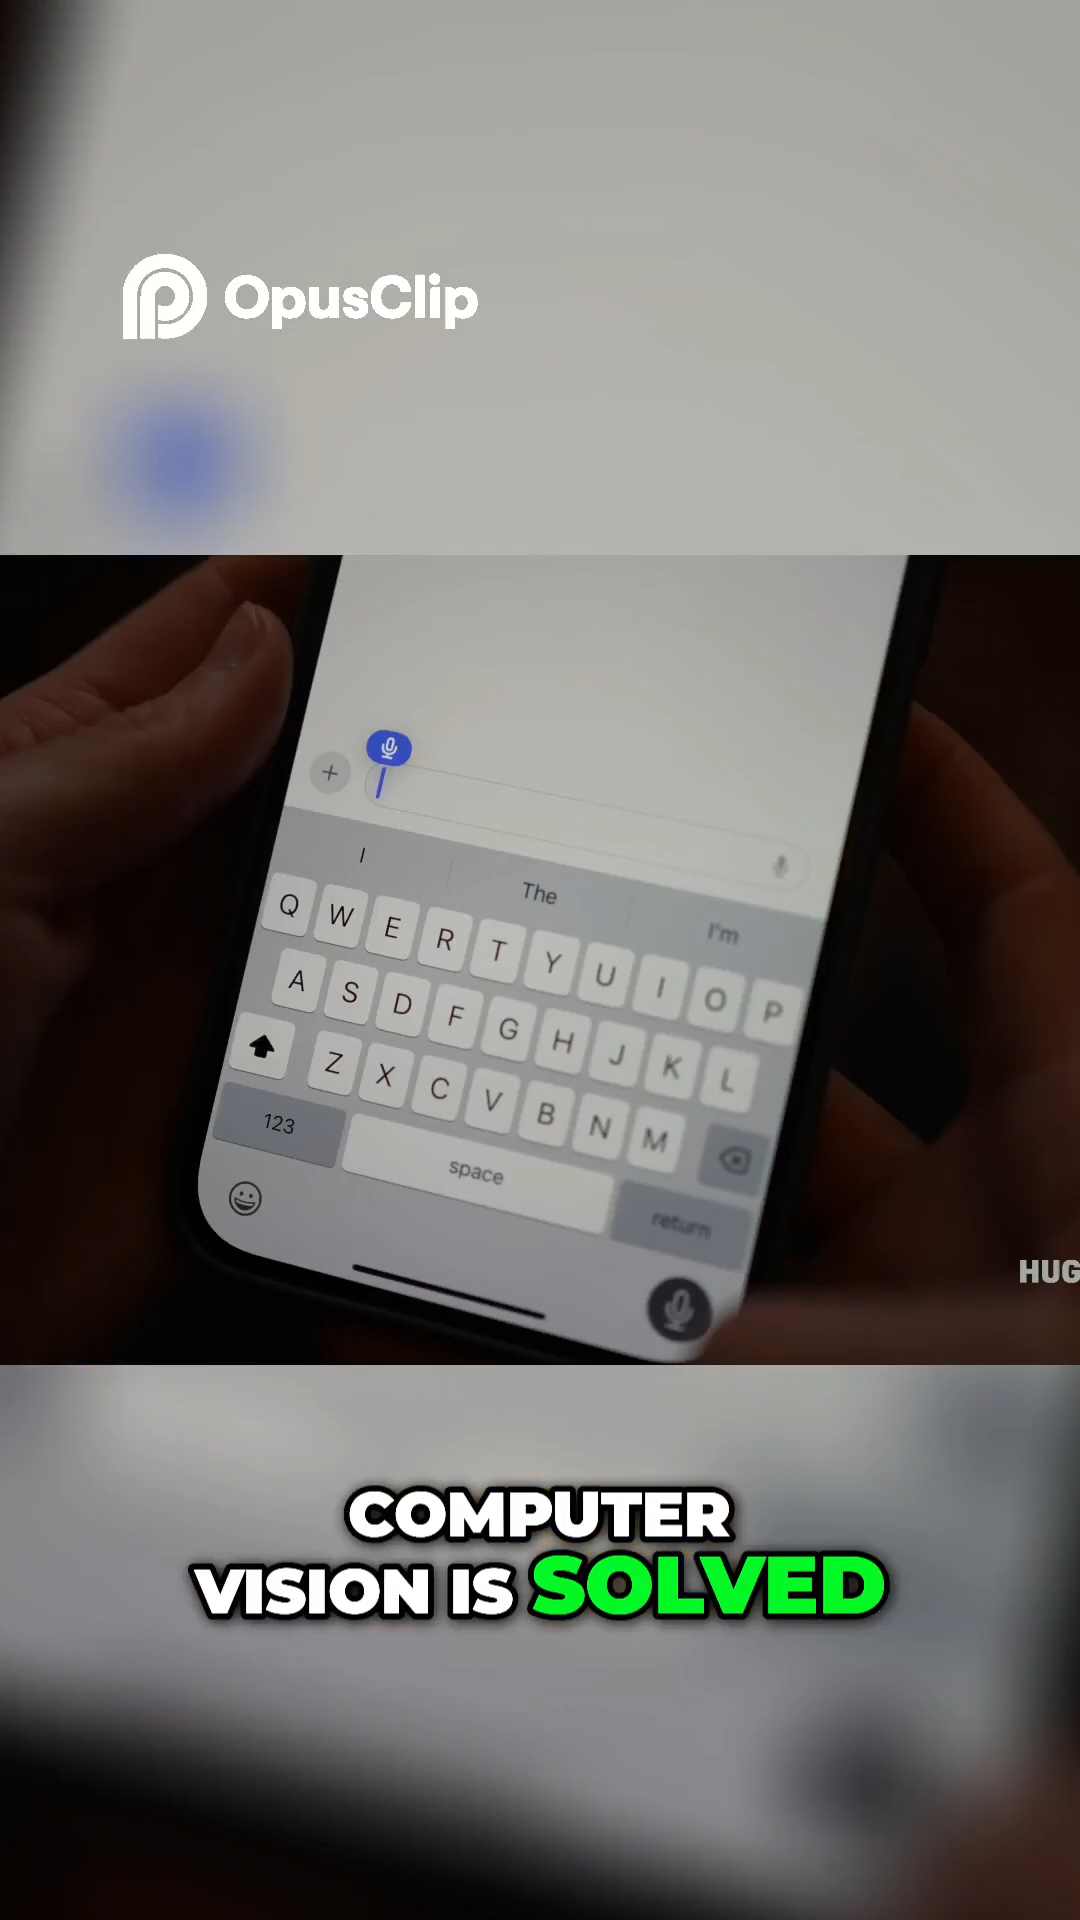 OpusClip
I
The
I'm
Q W E R T Y U I O P
A S D F G H J K L
Z X C V B N M
123
space
return
HUG
COMPUTER
VISION IS SOLVED